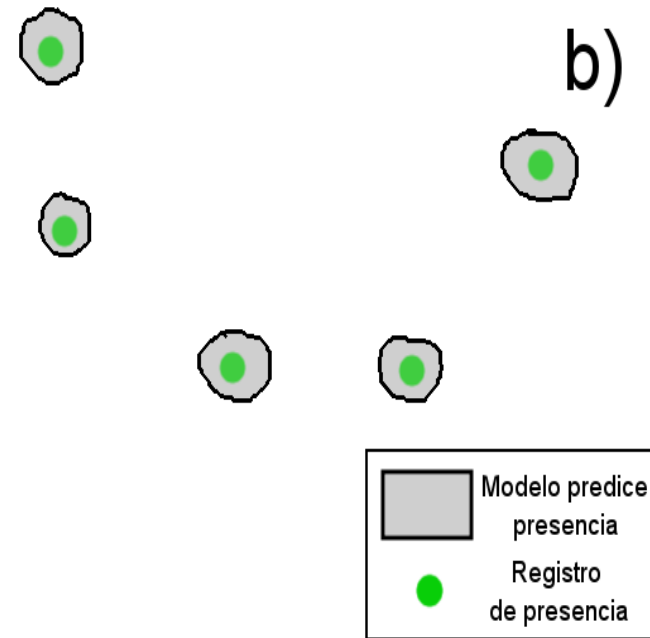 b)
Modelo predice
presencia
Registro
de presencia